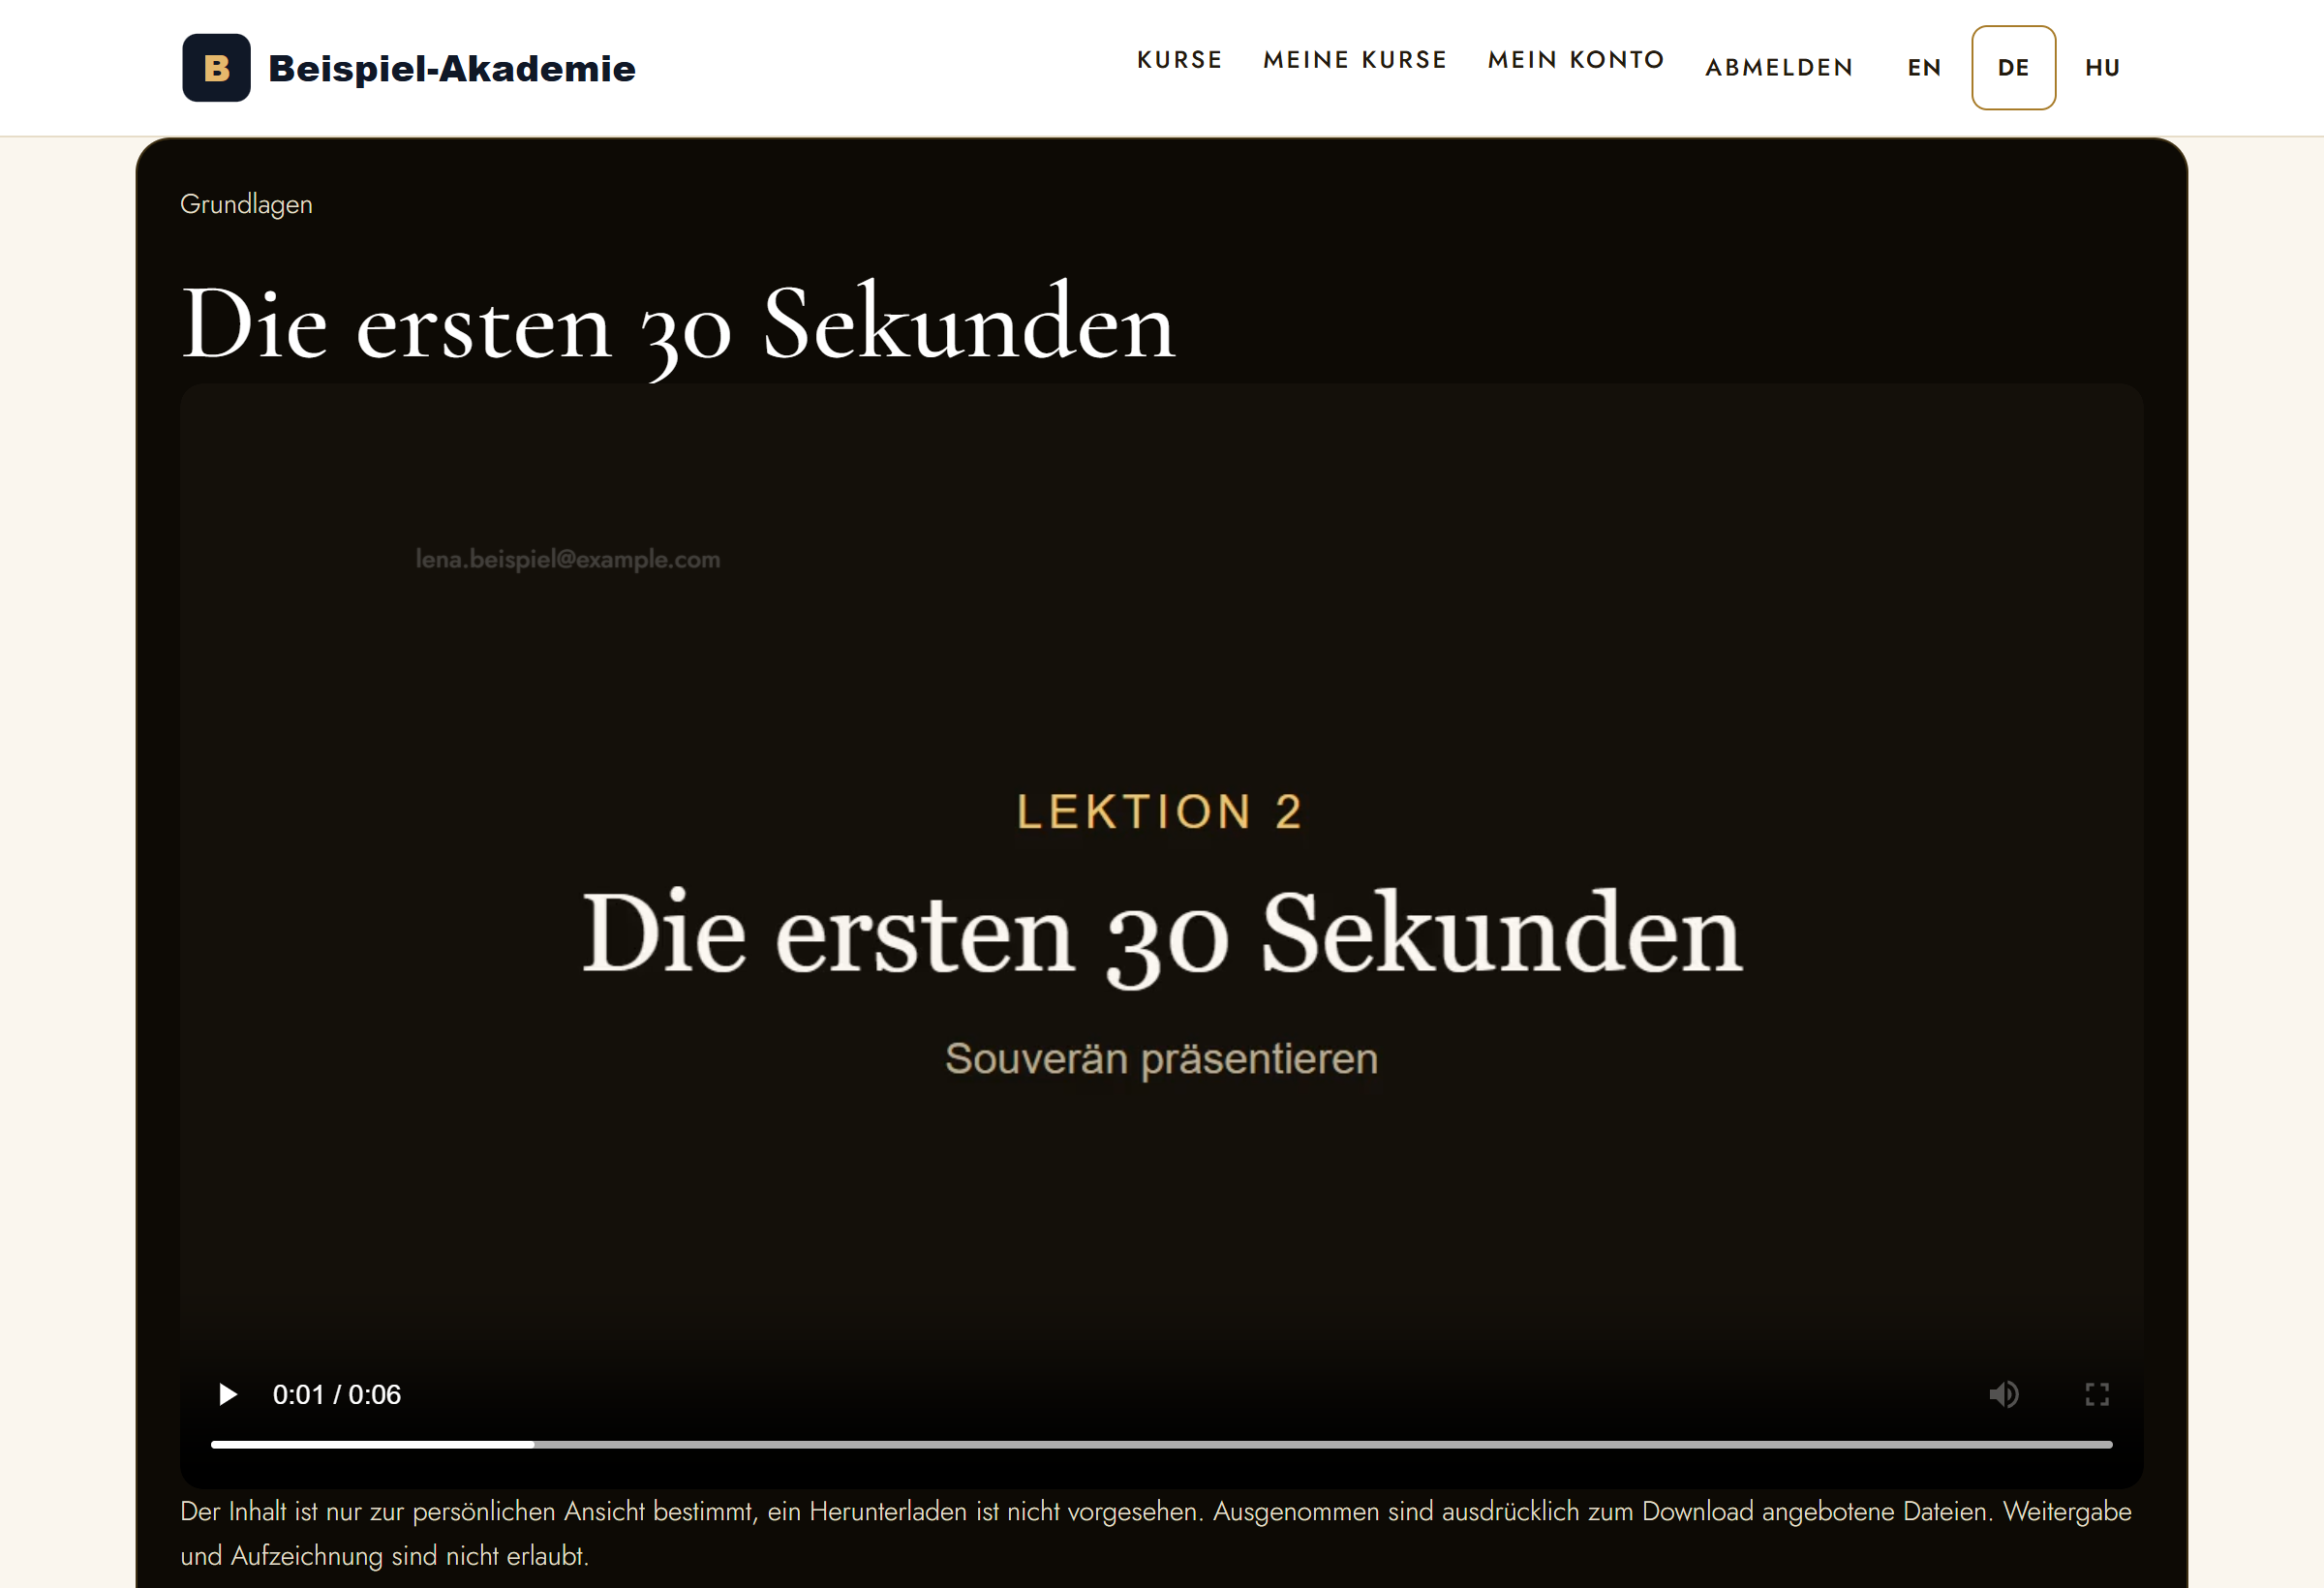 B Beispiel-Akademie
KURSE MEINE KURSE MEIN KONTO ABMELDEN EN DE HU
Grundlagen
Die ersten 30 Sekunden
lena.beispiel@example.com
LEKTION 2
Die ersten 30 Sekunden
Souverän präsentieren
0:01 / 0:06
Der Inhalt ist nur zur persönlichen Ansicht bestimmt, ein Herunterladen ist nicht vorgesehen. Ausgenommen sind ausdrücklich zum Download angebotene Dateien. Weitergabe
und Aufzeichnung sind nicht erlaubt.